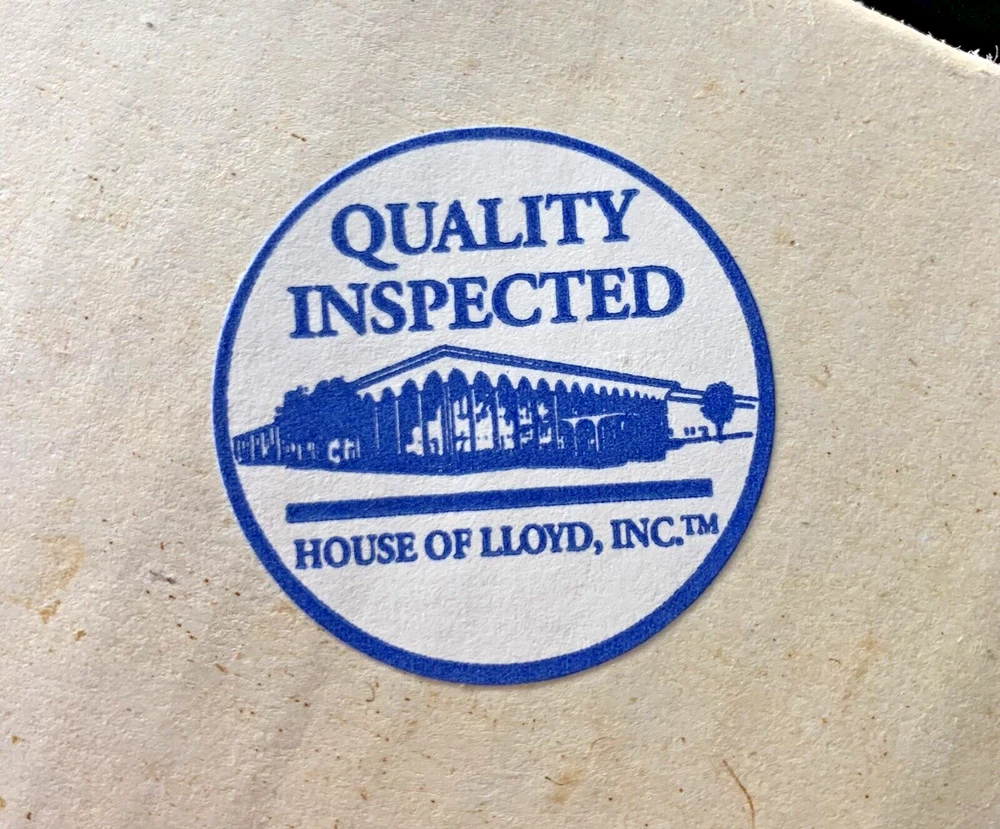 QUALITY
INSPECTED
HOUSE OF LLOYD, INC.™